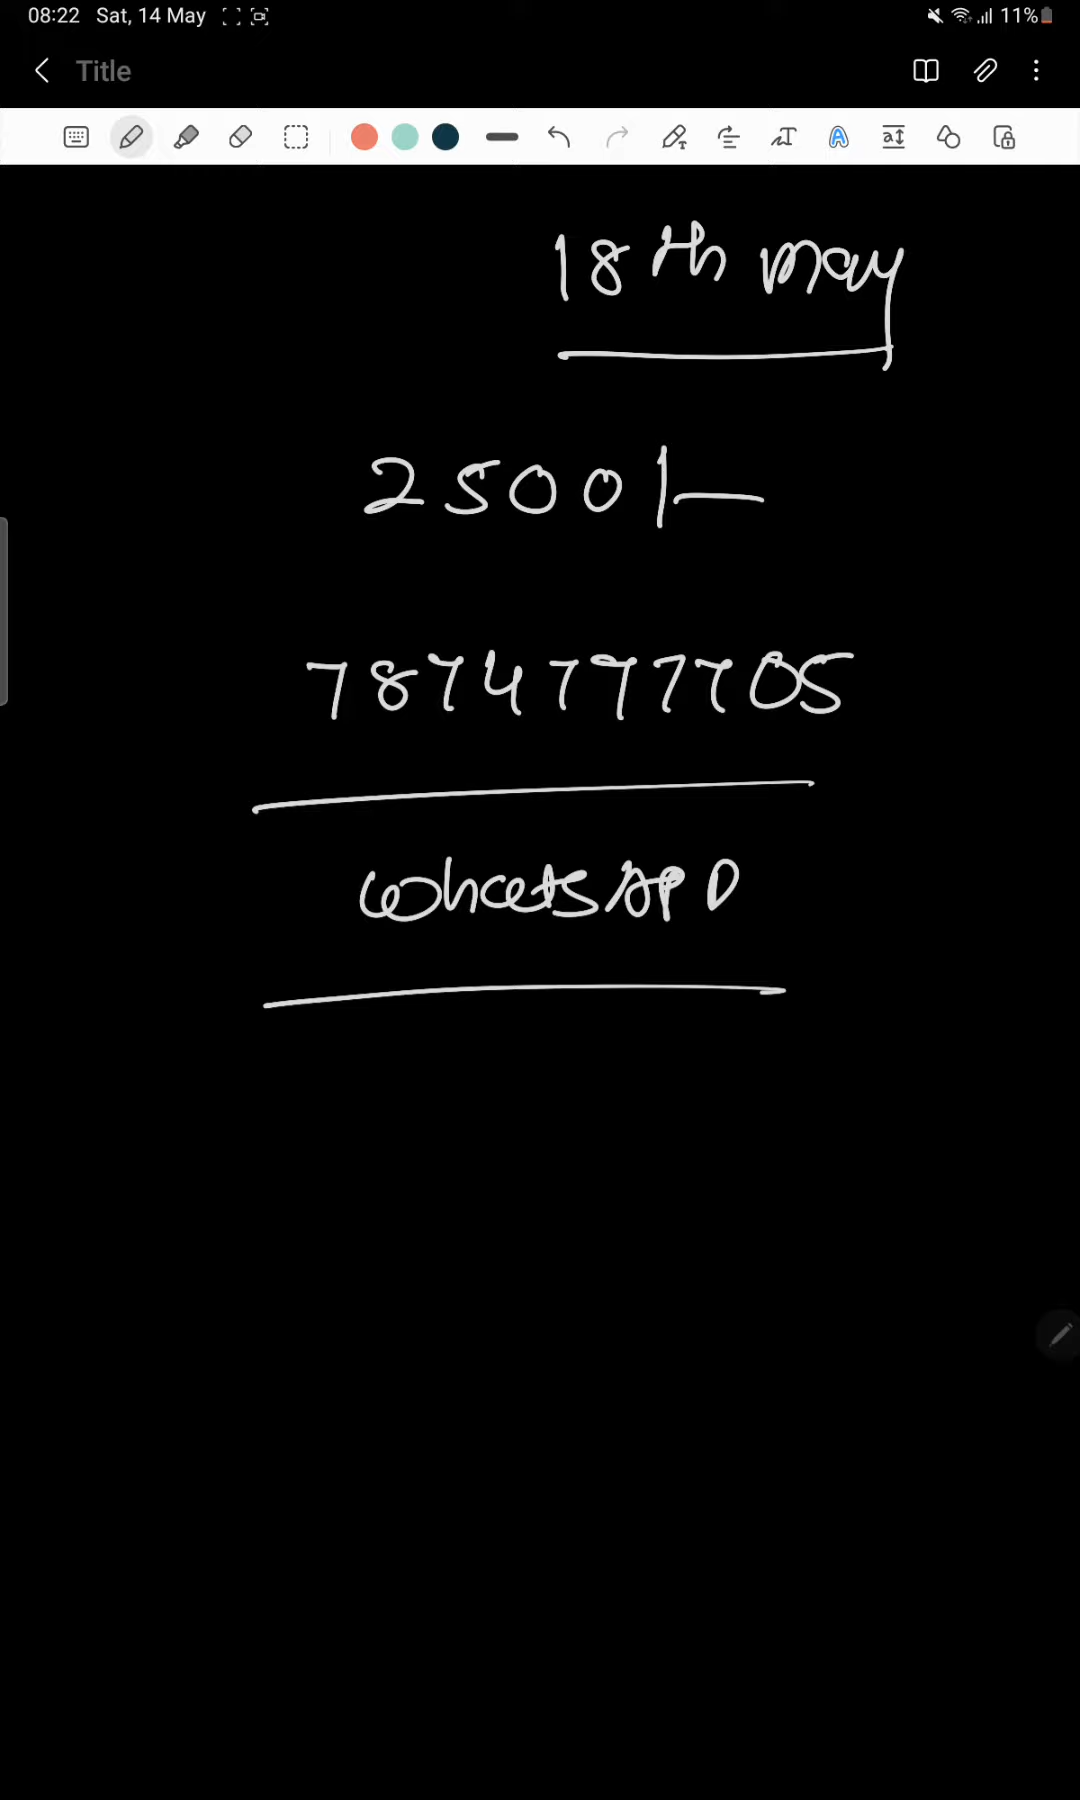 08:22 Sat, 14 May 11%
Title
18th may
2500/-
7874777705
WhatsApp